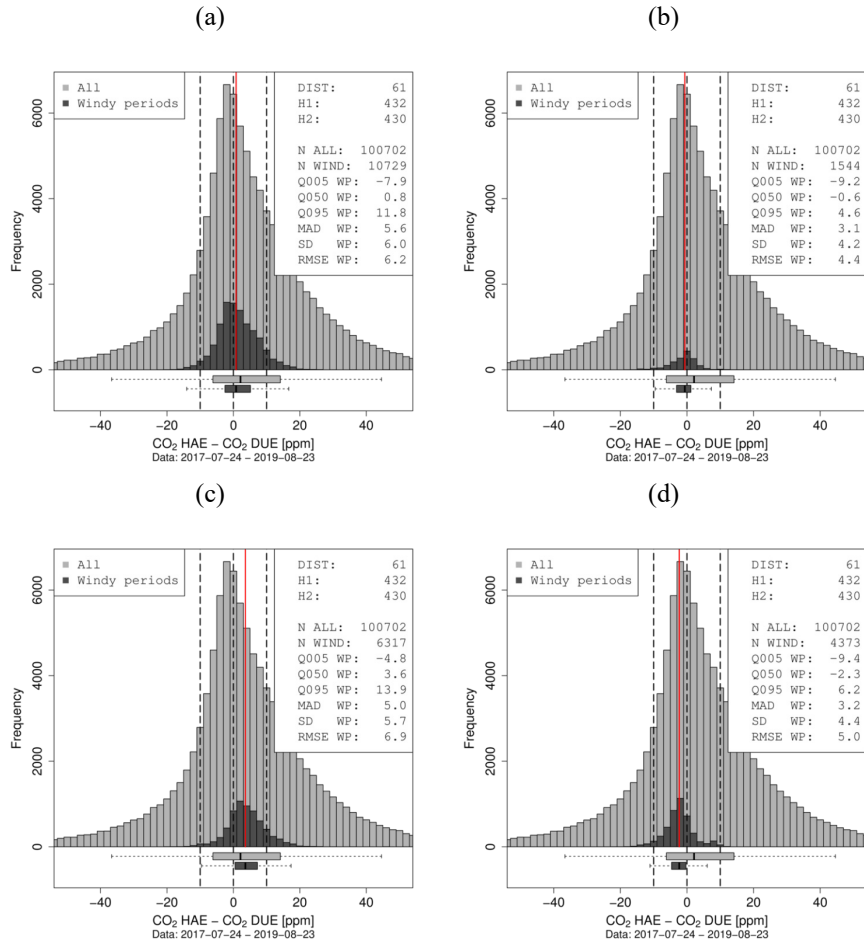 (a)
All
Windy periods
DIST: 61
H1: 432
H2: 430
N ALL: 100702
N WIND: 10729
Q005 WP: −7.9
Q050 WP: 0.8
Q095 WP: 11.8
MAD WP: 5.6
SD WP: 6.0
RMSE WP: 6.2
Frequency
6000
4000
2000
0
−40 −20 0 20 40
CO₂ HAE − CO₂ DUE [ppm]
Data: 2017−07−24 − 2019−08−23
(b)
All
Windy periods
DIST: 61
H1: 432
H2: 430
N ALL: 100702
N WIND: 1544
Q005 WP: −9.2
Q050 WP: −0.6
Q095 WP: 4.6
MAD WP: 3.1
SD WP: 4.2
RMSE WP: 4.4
Frequency
6000
4000
2000
0
−40 −20 0 20 40
CO₂ HAE − CO₂ DUE [ppm]
Data: 2017−07−24 − 2019−08−23
(c)
All
Windy periods
DIST: 61
H1: 432
H2: 430
N ALL: 100702
N WIND: 6317
Q005 WP: −4.8
Q050 WP: 3.6
Q095 WP: 13.9
MAD WP: 5.0
SD WP: 5.7
RMSE WP: 6.9
Frequency
6000
4000
2000
0
−40 −20 0 20 40
CO₂ HAE − CO₂ DUE [ppm]
Data: 2017−07−24 − 2019−08−23
(d)
All
Windy periods
DIST: 61
H1: 432
H2: 430
N ALL: 100702
N WIND: 4373
Q005 WP: −9.4
Q050 WP: −2.3
Q095 WP: 6.2
MAD WP: 3.2
SD WP: 4.4
RMSE WP: 5.0
Frequency
6000
4000
2000
0
−40 −20 0 20 40
CO₂ HAE − CO₂ DUE [ppm]
Data: 2017−07−24 − 2019−08−23